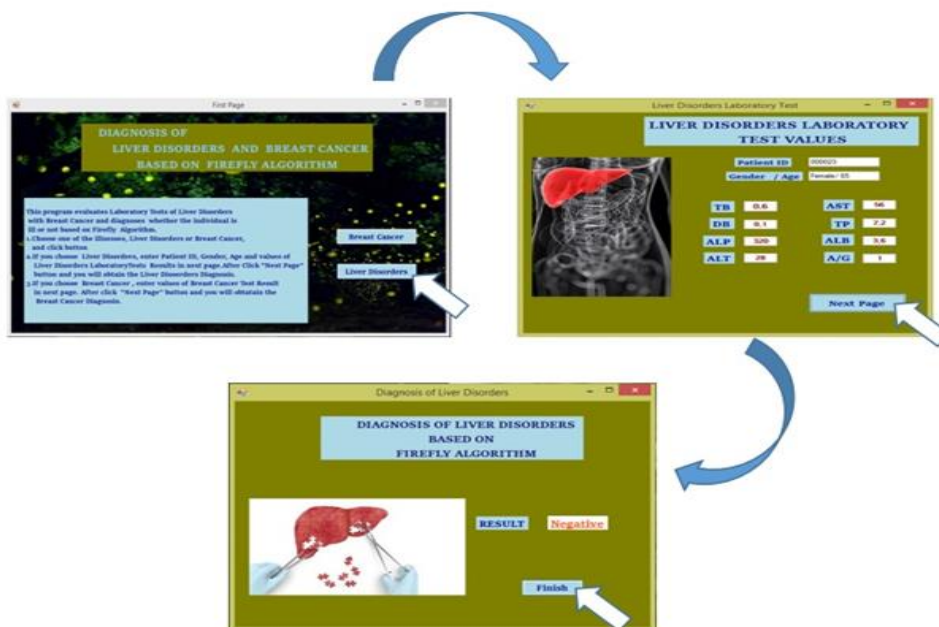 First Page
DIAGNOSIS OF
LIVER DISORDERS AND BREAST CANCER
BASED ON FIREFLY ALGORITHM
This program evaluates Laboratory Tests of Liver Disorders
with Breast Cancer and diagnoses whether the individual is
ill or not based on Firefly Algorithm.
1.Choose one of the illnesses, Liver Disorders or Breast Cancer,
and click button
2.If you choose Liver Disorders, enter Patient ID, Gender, Age and values of
Liver Disorders LaboratoryTests Results in next page.After Click "Next Page"
button and you will obtain the Liver Disorders Diagnosis.
3.If you choose Breast Cancer , enter values of Breast Cancer Test Result
in next page. After click "Next Page" button and you will obtatain the
Breast Cancer Diagnosis.
Breast Cancer
Liver Disorders
Liver Disorders Laboratory Test
LIVER DISORDERS LABORATORY
TEST VALUES
Patient ID 000023
Gender / Age Female/ 65
TB 0.6 AST 56
DB 0.1 TP 7.2
ALP 320 ALB 3,6
ALT 28 A/G 1
Next Page
Diagnosis of Liver Disorders
DIAGNOSIS OF LIVER DISORDERS
BASED ON
FIREFLY ALGORITHM
RESULT Negative
Finish